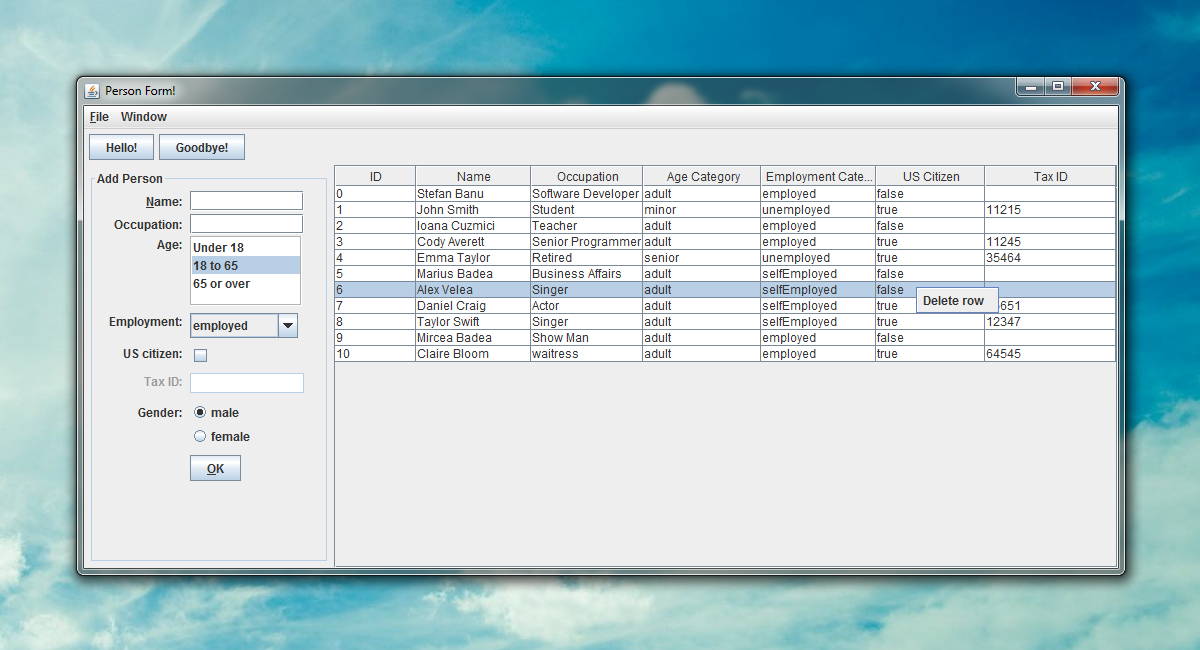 Person Form!
File Window
Hello! Goodbye!
Add Person
Name:
Occupation:
Age: Under 18
18 to 65
65 or over
Employment: employed
US citizen:
Tax ID:
Gender: male
female
OK
ID Name Occupation Age Category Employment Cate... US Citizen Tax ID
0 Stefan Banu Software Developer adult employed false
1 John Smith Student minor unemployed true 11215
2 Ioana Cuzmici Teacher adult employed false
3 Cody Averett Senior Programmer adult employed true 11245
4 Emma Taylor Retired senior unemployed true 35464
5 Marius Badea Business Affairs adult selfEmployed false
6 Alex Velea Singer adult selfEmployed false
Delete row
7 Daniel Craig Actor adult selfEmployed true 651
8 Taylor Swift Singer adult selfEmployed true 12347
9 Mircea Badea Show Man adult employed false
10 Claire Bloom waitress adult employed true 64545